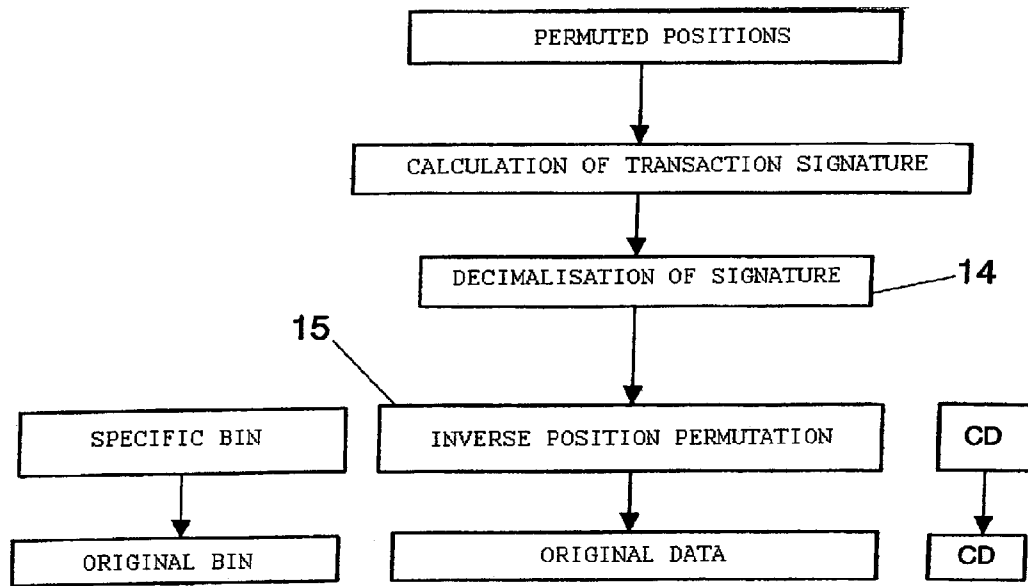 PERMUTED POSITIONS
CALCULATION OF TRANSACTION SIGNATURE
DECIMALISATION OF SIGNATURE
14
15
SPECIFIC BIN
INVERSE POSITION PERMUTATION
CD
ORIGINAL BIN
ORIGINAL DATA
CD